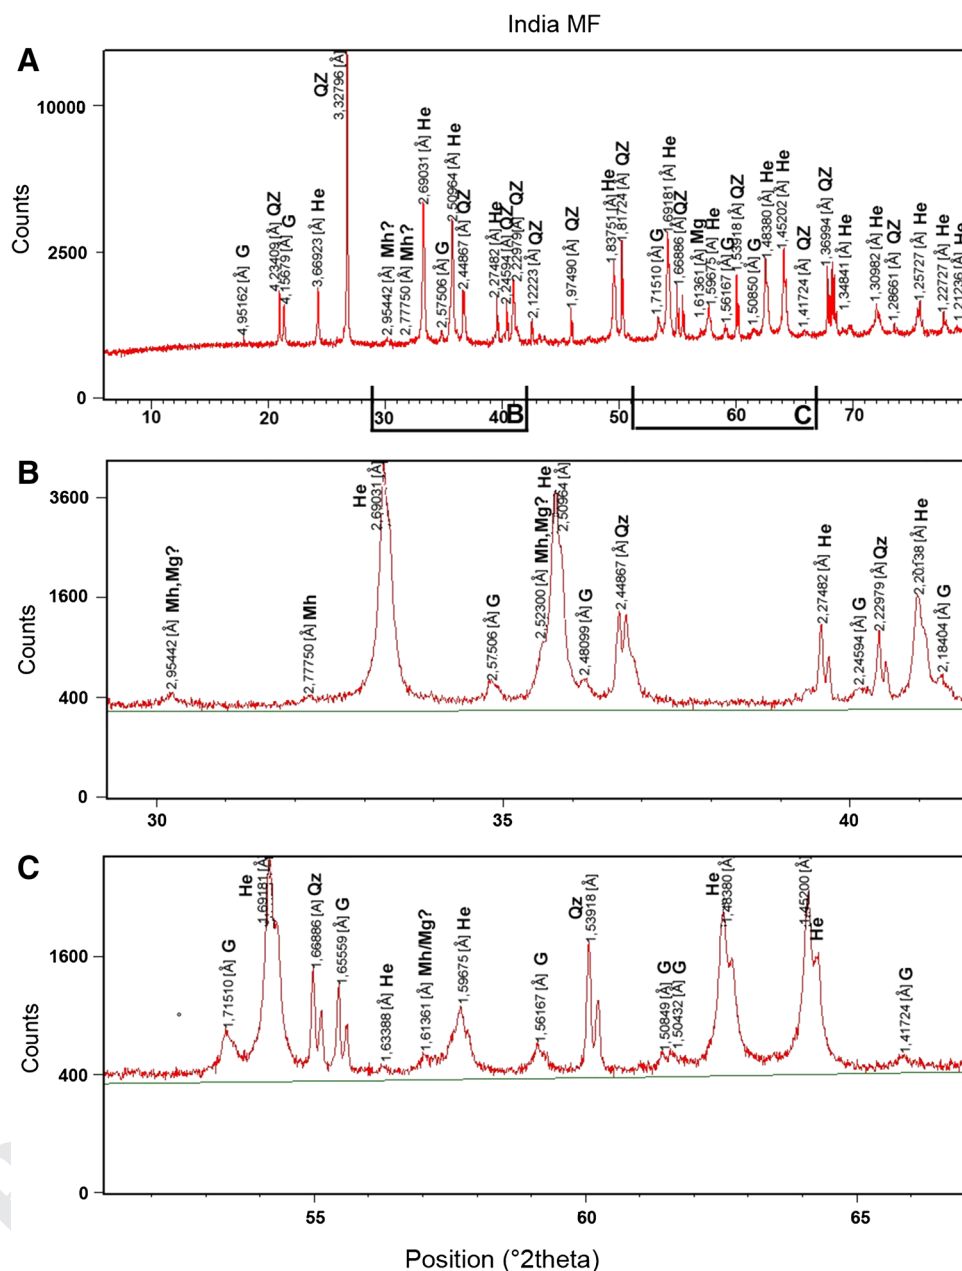 India MF
A
Counts
10000
2500
0
4,95162 [Å] G
4,23409 [Å] QZ
4,15679 [Å] G
3,66923 [Å] He
3,32796 [Å] QZ
2,95442 [Å] Mh?
2,77750 [Å] Mh?
2,69031 [Å] He
2,57506 [Å] G
2,50964 [Å] He
2,44867 [Å] QZ
2,27482 [Å] He
2,24594 [Å] QZ
2,22979 [Å] QZ
2,12223 [Å] QZ
1,97490 [Å] QZ
1,83751 [Å] He
1,81724 [Å] QZ
1,71510 [Å] G
1,69181 [Å] He
1,66886 [Å] QZ
1,61361 [Å] Mg
1,59675 [Å] He
1,56167 [Å] G
1,53918 [Å] QZ
1,50850 [Å] G
1,48380 [Å] He
1,45202 [Å] He
1,41724 [Å] QZ
1,36994 [Å] QZ
1,34841 [Å] He
1,30982 [Å] He
1,28661 [Å] QZ
1,25727 [Å] He
1,22727 [Å] He
1,21236 [Å] He
10 20 30 40 B 50 60 C 70
B
Counts
3600
1600
400
0
2,95442 [Å] Mh,Mg?
2,77750 [Å] Mh
He
2,69031 [Å]
2,57506 [Å] G
2,52300 [Å] Mh,Mg? He
2,50964 [Å]
2,48099 [Å] G
2,44867 [Å] Qz
2,27482 [Å] He
2,24594 [Å] G
2,22979 [Å] Qz
2,20138 [Å] He
2,18404 [Å] G
30 35 40
C
Counts
1600
400
0
1,71510 [Å] G
He
1,69181 [Å]
1,66886 [Å] Qz
1,65559 [Å] G
1,63388 [Å] He
1,61361 [Å] Mh/Mg?
1,59675 [Å] He
1,56167 [Å] G
Qz
1,53918 [Å]
1,50849 [Å] G
1,50432 [Å] G
He
1,48380 [Å]
1,45200 [Å]
He
1,41724 [Å] G
55 60 65
Position (°2theta)